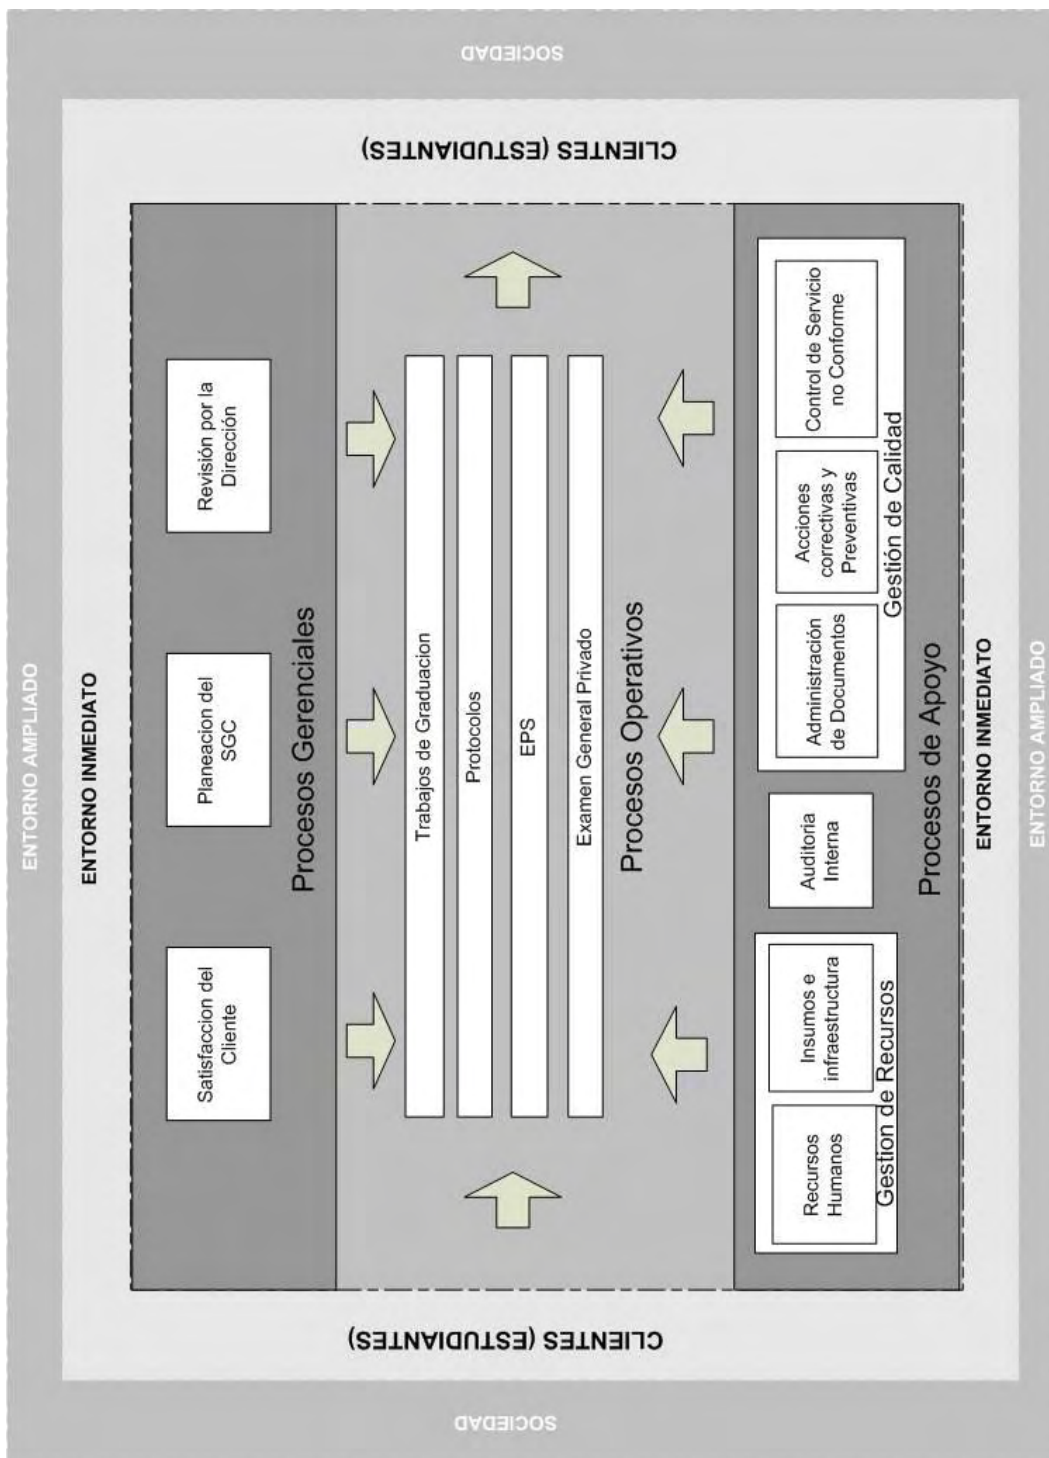 ENTORNO AMPLIADO
ENTORNO INMEDIATO
SOCIEDAD
CLIENTES (ESTUDIANTES)
Satisfaccion del
Cliente
Planeacion del
SGC
Revisión por la
Dirección
Procesos Gerenciales
Trabajos de Graduacion
Protocolos
EPS
Examen General Privado
Procesos Operativos
Recursos
Humanos
Insumos e
infraestructura
Gestion de Recursos
Auditoria
Interna
Administración
de Documentos
Acciones
correctivas y
Preventivas
Control de Servicio
no Conforme
Gestión de Calidad
Procesos de Apoyo
CLIENTES (ESTUDIANTES)
SOCIEDAD
ENTORNO INMEDIATO
ENTORNO AMPLIADO